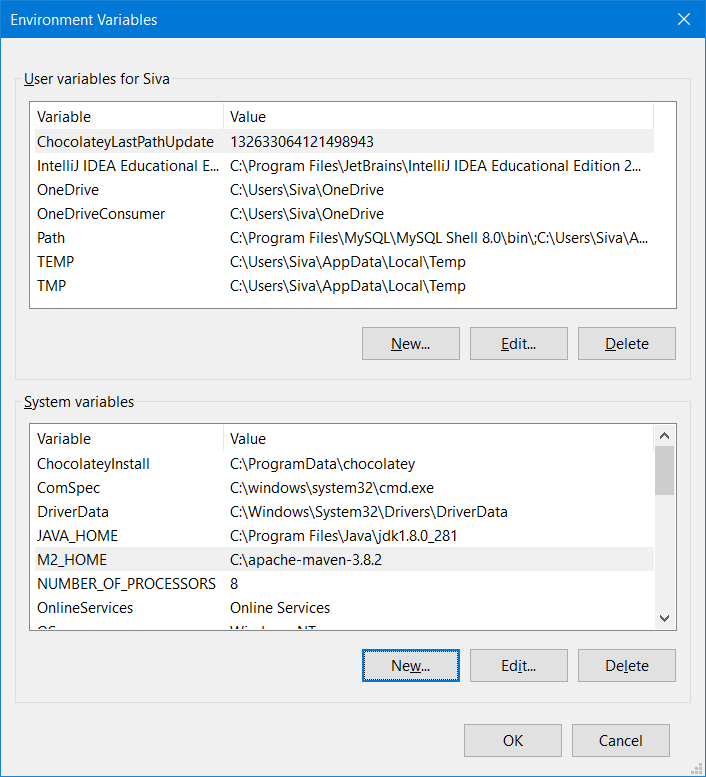 Environment Variables
User variables for Siva
Variable Value
ChocolateyLastPathUpdate 132633064121498943
IntelliJ IDEA Educational E... C:\Program Files\JetBrains\IntelliJ IDEA Educational Edition 2...
OneDrive C:\Users\Siva\OneDrive
OneDriveConsumer C:\Users\Siva\OneDrive
Path C:\Program Files\MySQL\MySQL Shell 8.0\bin\;C:\Users\Siva\A...
TEMP C:\Users\Siva\AppData\Local\Temp
TMP C:\Users\Siva\AppData\Local\Temp
New... Edit... Delete
System variables
Variable Value
ChocolateyInstall C:\ProgramData\chocolatey
ComSpec C:\windows\system32\cmd.exe
DriverData C:\Windows\System32\Drivers\DriverData
JAVA_HOME C:\Program Files\Java\jdk1.8.0_281
M2_HOME C:\apache-maven-3.8.2
NUMBER_OF_PROCESSORS 8
OnlineServices Online Services
OS Windows_NT
New... Edit... Delete
OK Cancel